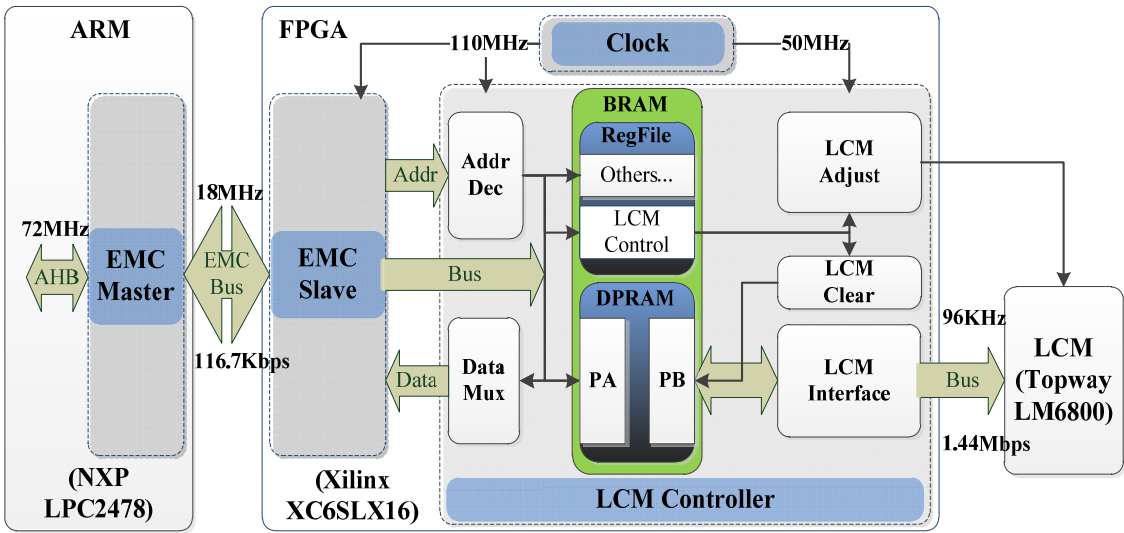 ARM
FPGA
110MHz
Clock
50MHz
BRAM
RegFile
Others...
LCM
Control
Addr
Addr
Dec
LCM
Adjust
18MHz
72MHz
AHB
EMC
Master
EMC
Bus
116.7Kbps
EMC
Slave
Bus
LCM
Clear
DPRAM
PA
PB
Data
Data
Mux
LCM
Interface
96KHz
Bus
1.44Mbps
LCM
(Topway
LM6800)
(NXP
LPC2478)
(Xilinx
XC6SLX16)
LCM Controller